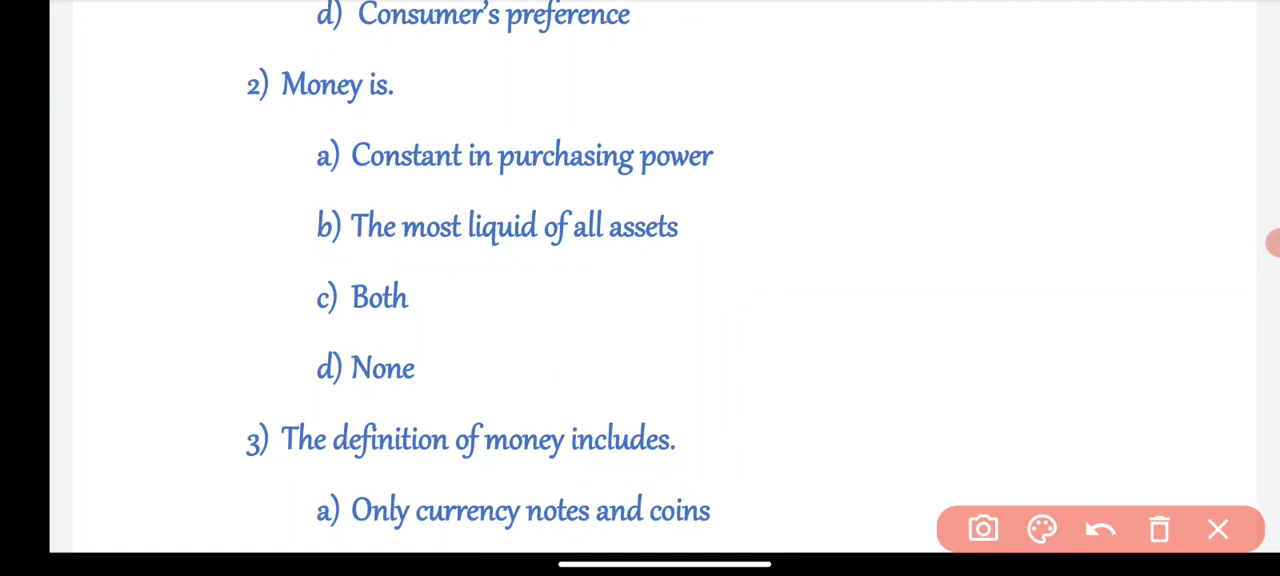 d) Consumer's preference
2) Money is.
a) Constant in purchasing power
b) The most liquid of all assets
c) Both
d) None
3) The definition of money includes.
a) Only currency notes and coins